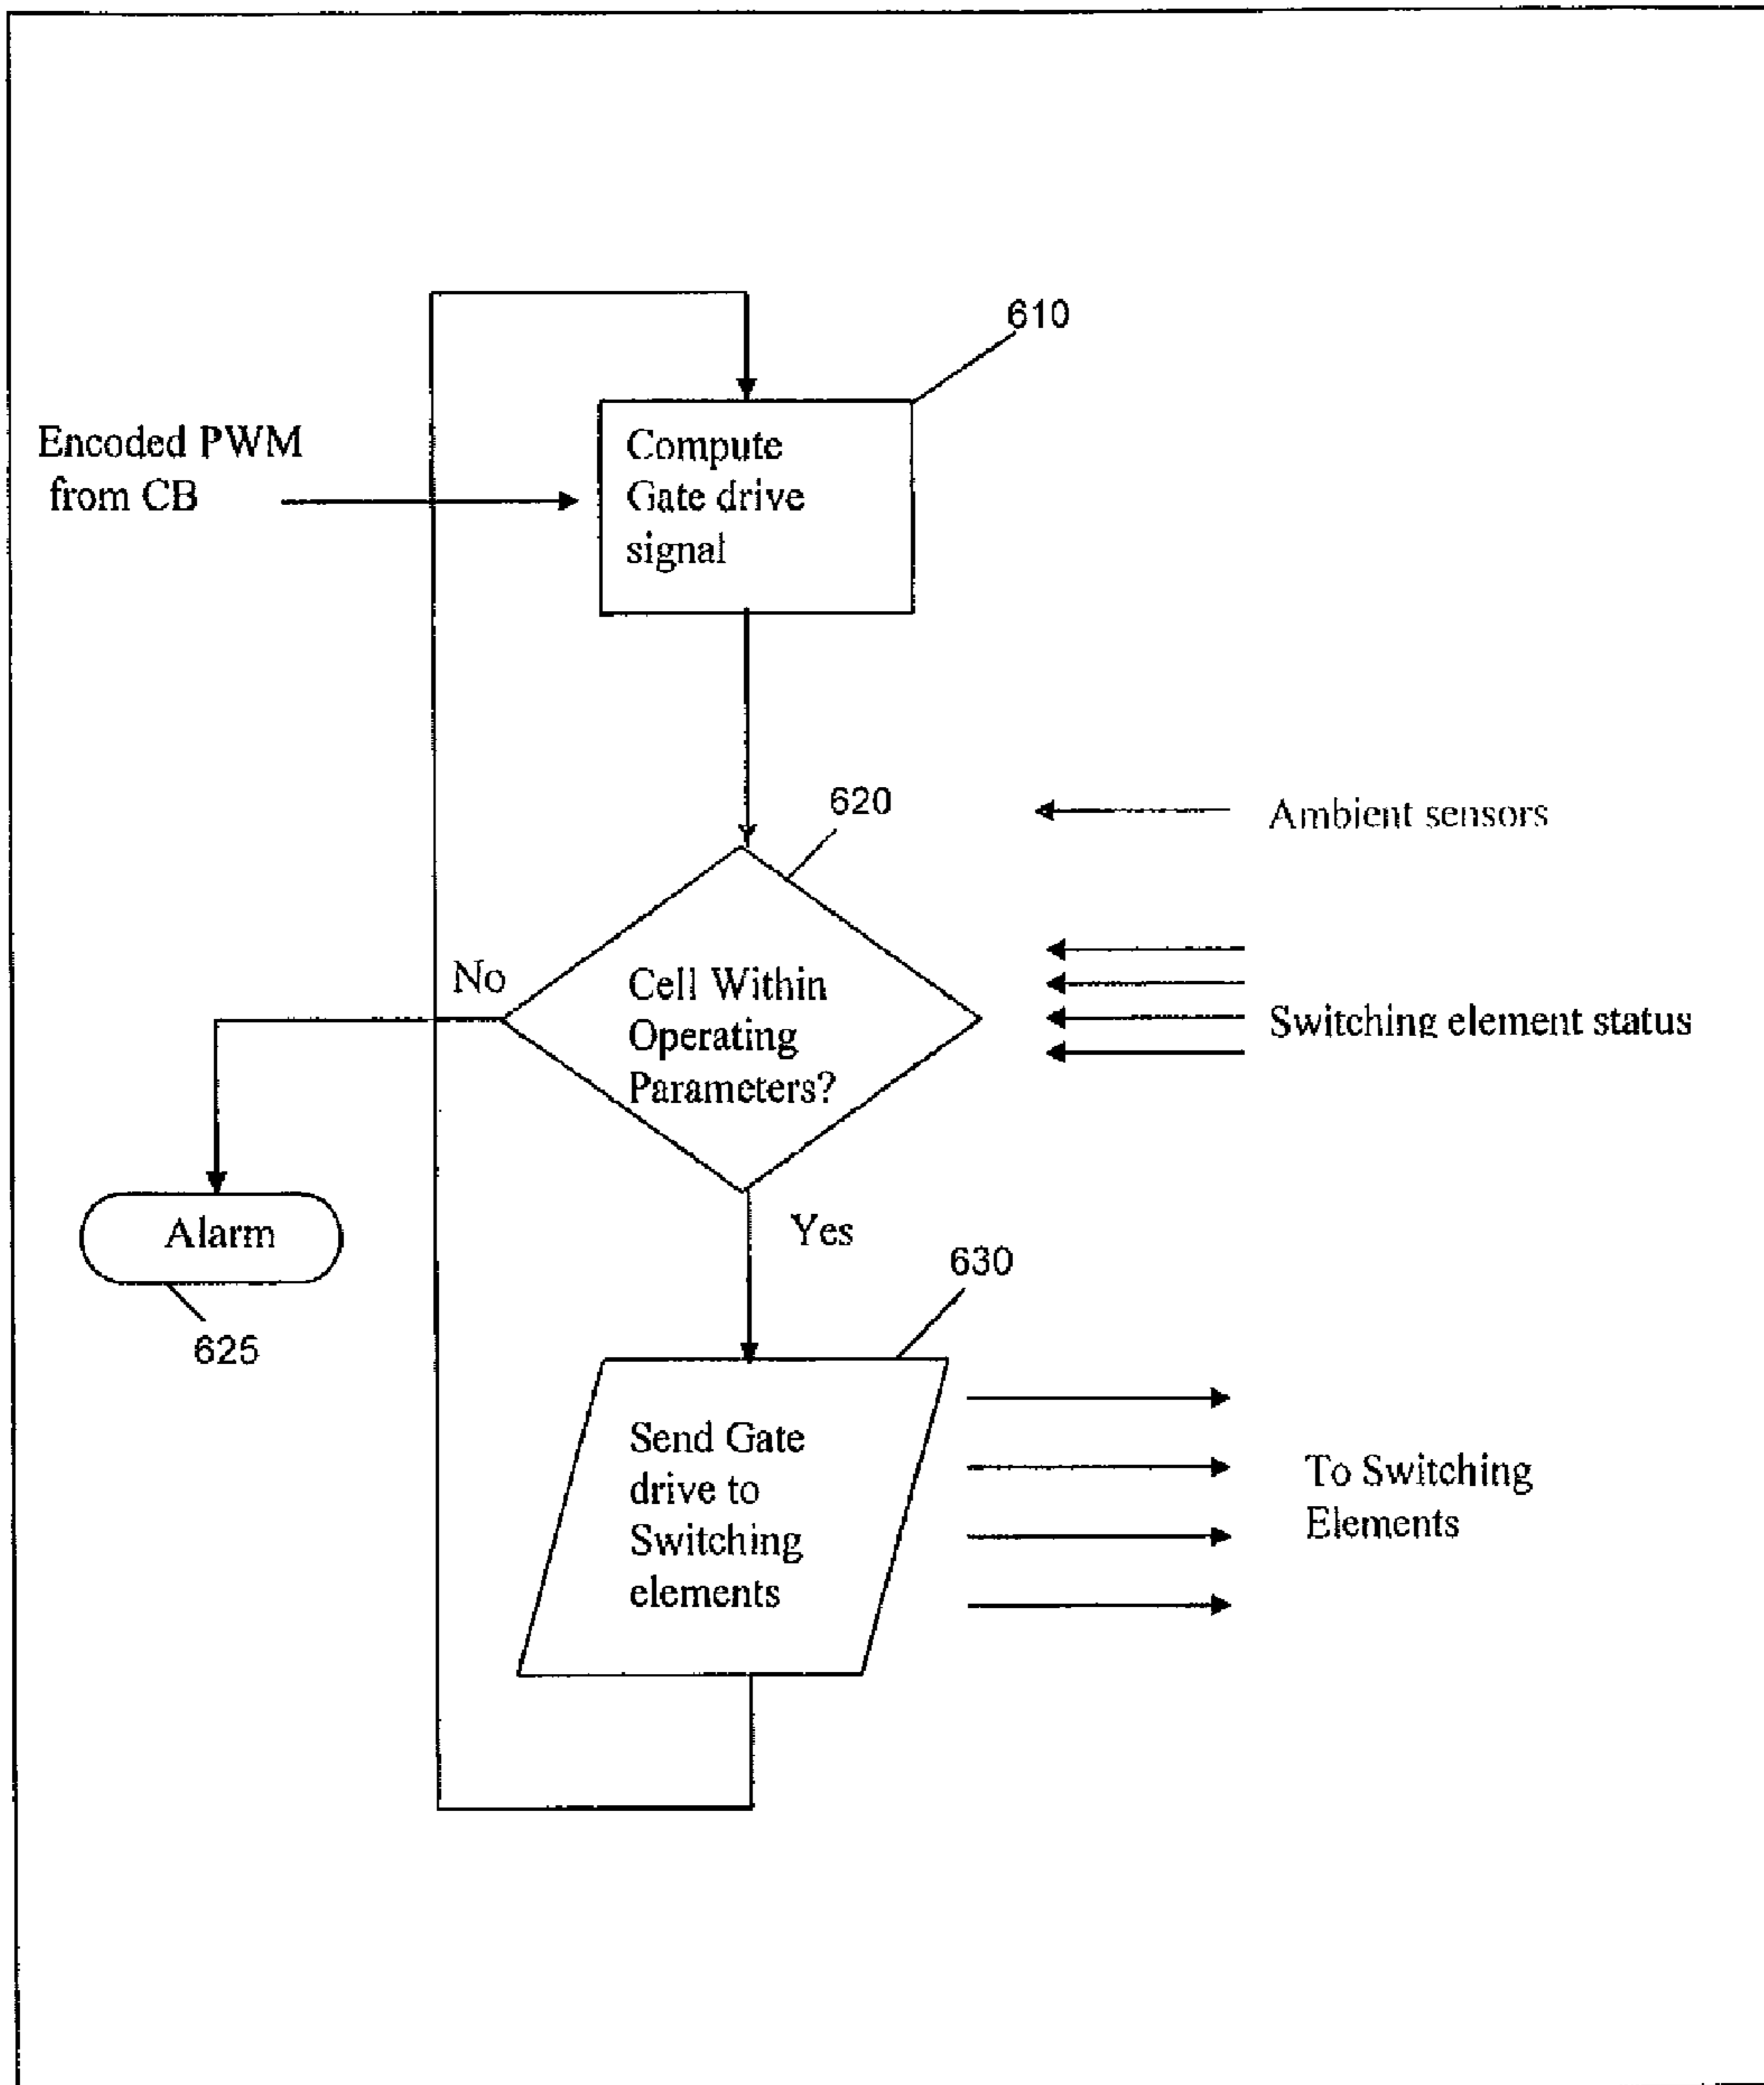 610
Encoded PWM
from CB
Compute
Gate drive
signal
620
Ambient sensors
No
Cell Within
Operating
Parameters?
Switching element status
Alarm
Yes
625
630
Send Gate
drive to
Switching
elements
To Switching
Elements